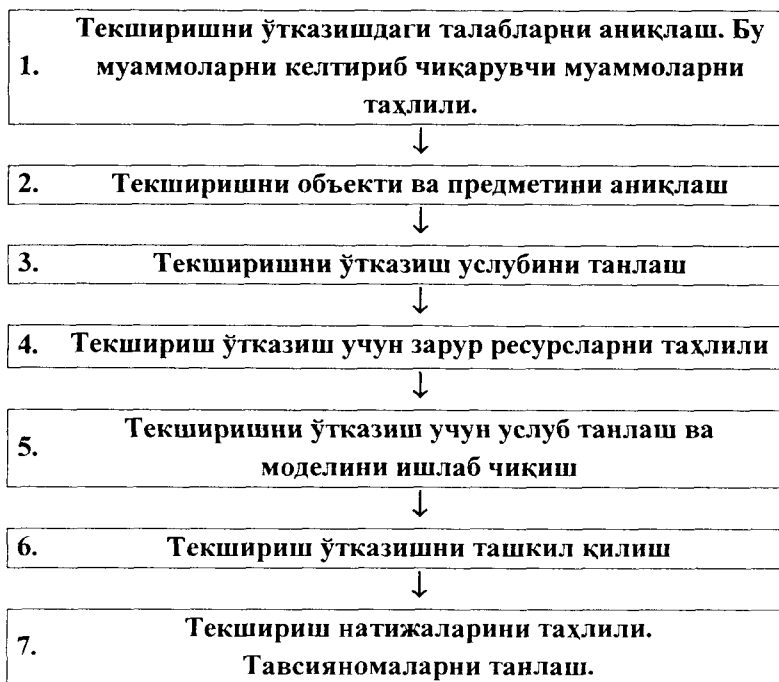 Текширишни ўтказишдаги талабларни аниқлаш. Бу
1. муаммоларни келтириб чиқарувчи муаммоларни
таҳлили.
↓
2. Текширишни объекти ва предметини аниқлаш
↓
3. Текширишни ўтказиш услубини танлаш
↓
4. Текшириш ўтказиш учун зарур ресурсларни таҳлили
↓
Текширишни ўтказиш учун услуб танлаш ва
5. моделини ишлаб чиқиш
↓
6. Текшириш ўтказишни ташкил қилиш
↓
Текшириш натижаларини таҳлили.
7. Тавсияномаларни танлаш.